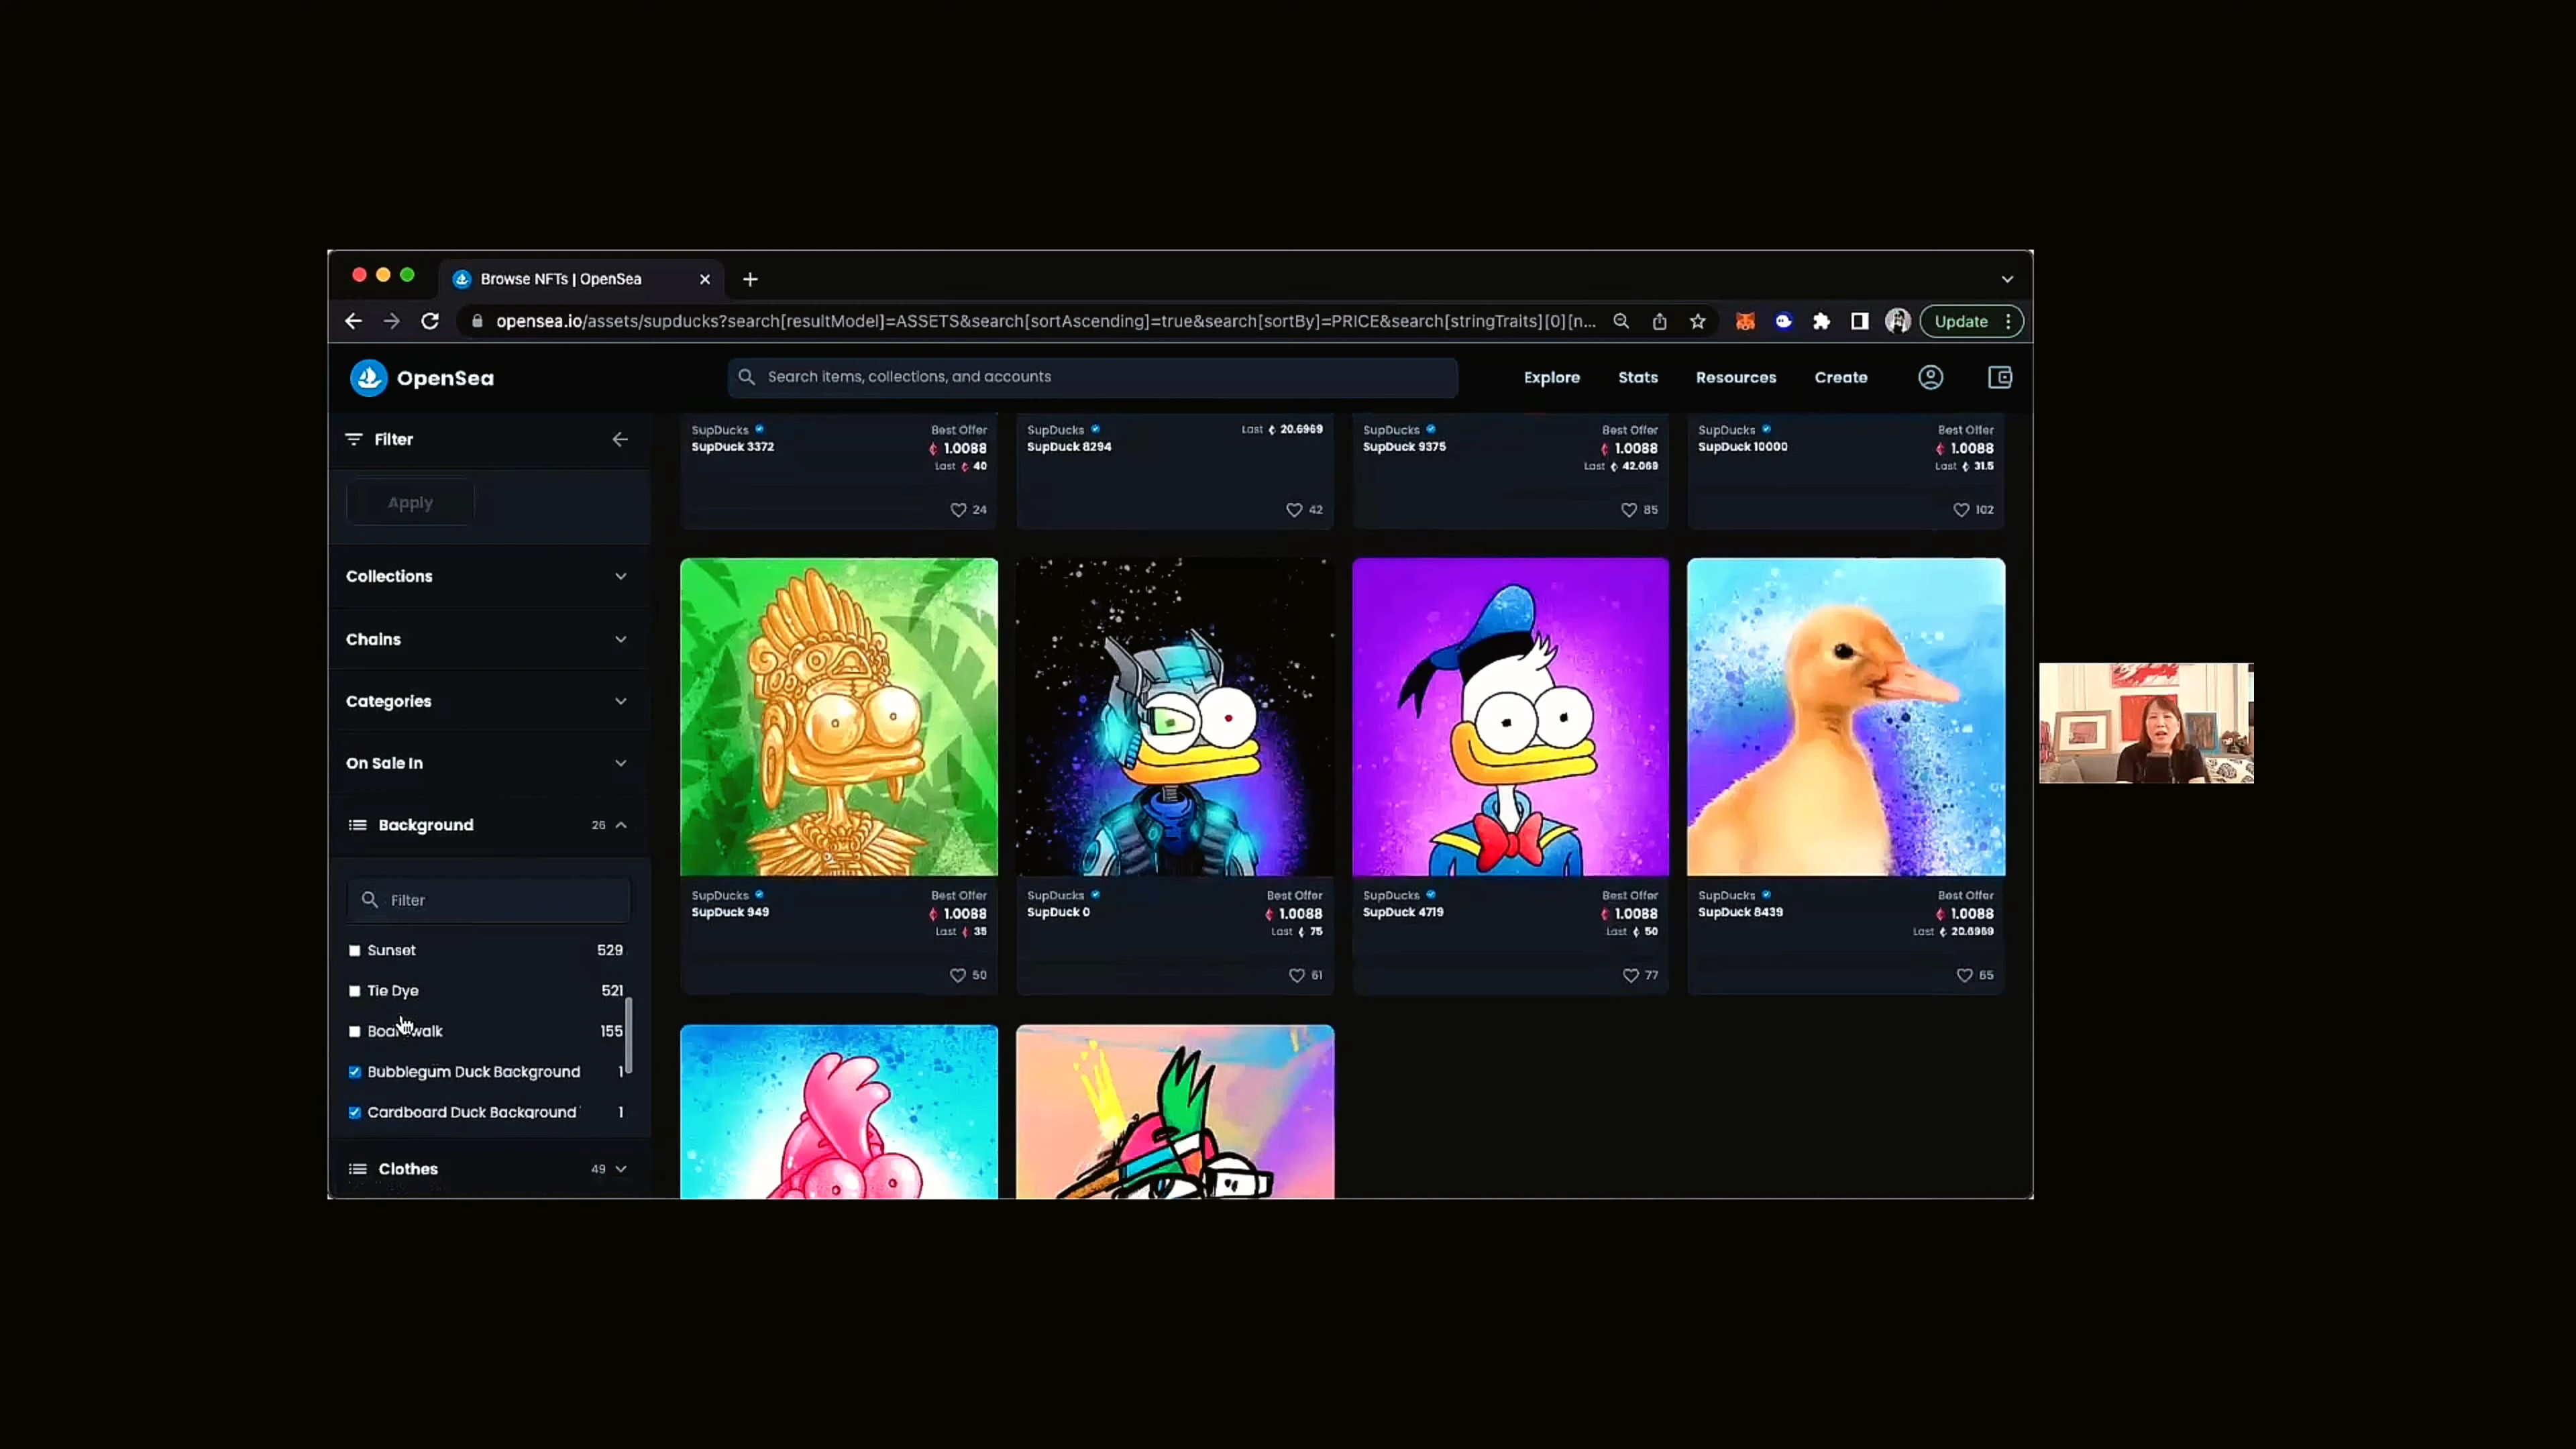 Browse NFTs | OpenSea
opensea.io/assets/supducks?search[resultModel]=ASSETS&search[sortAscending]=true&search[sortBy]=PRICE&search[stringTraits][0][n...
Update
OpenSea
Search items, collections, and accounts
Explore
Stats
Resources
Create
Filter
Apply
Collections
Chains
Categories
On Sale In
Background 26
Filter
Sunset 529
Tie Dye 521
Boardwalk 155
Bubblegum Duck Background 1
Cardboard Duck Background 1
Clothes 49
SupDucks Best Offer
SupDuck 3372 1.0088
Last 40
24
SupDucks Last 20.6969
SupDuck 8294
42
SupDucks Best Offer
SupDuck 9375 1.0088
Last 42.069
85
SupDucks Best Offer
SupDuck 10000 1.0088
Last 31.5
102
SupDucks Best Offer
SupDuck 949 1.0088
Last 35
50
SupDucks Best Offer
SupDuck 0 1.0088
Last 75
61
SupDucks Best Offer
SupDuck 4719 1.0088
Last 50
77
SupDucks Best Offer
SupDuck 8439 1.0088
Last 20.6969
65